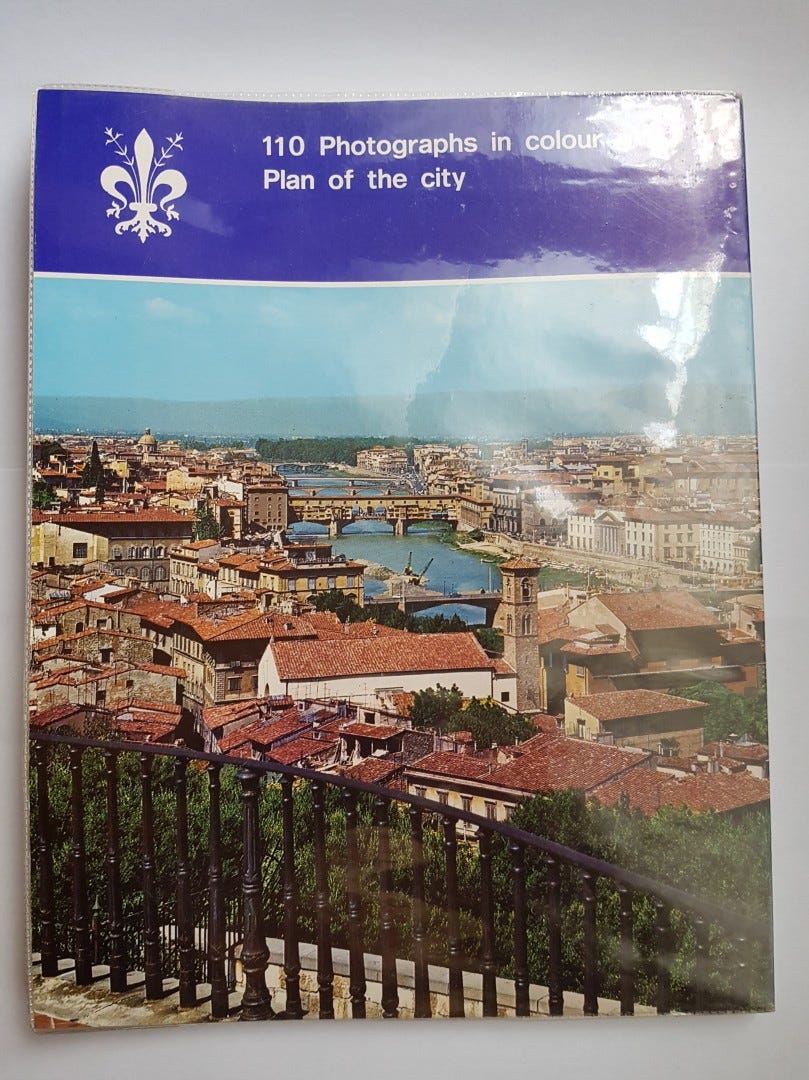 110 Photographs in colour
Plan of the city